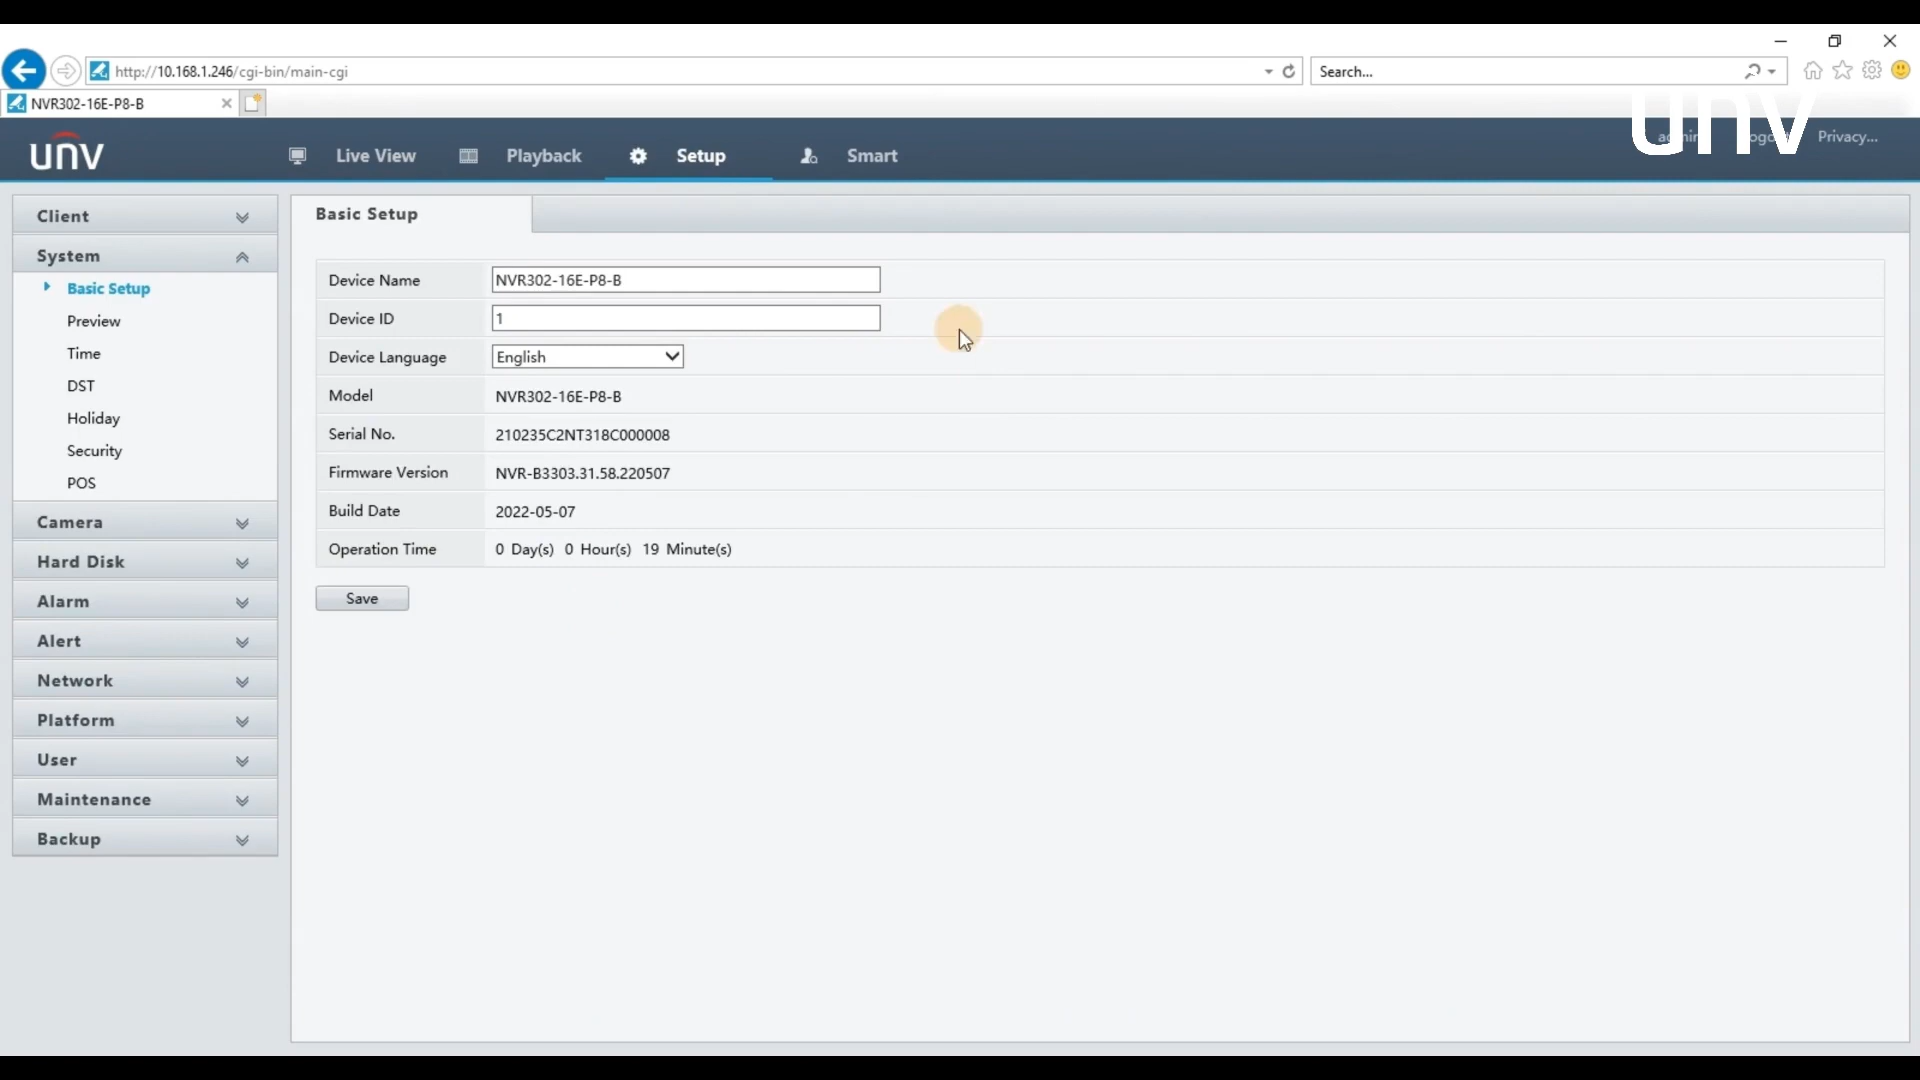 http://10.168.1.246/cgi-bin/main-cgi
Search...
NVR302-16E-P8-B
unv
Live View
Playback
Setup
Smart
unv
Privacy...
Client
System
Basic Setup
Preview
Time
DST
Holiday
Security
POS
Camera
Hard Disk
Alarm
Alert
Network
Platform
User
Maintenance
Backup
Basic Setup
Device Name NVR302-16E-P8-B
Device ID 1
Device Language English
Model NVR302-16E-P8-B
Serial No. 210235C2NT318C000008
Firmware Version NVR-B3303.31.58.220507
Build Date 2022-05-07
Operation Time 0 Day(s) 0 Hour(s) 19 Minute(s)
Save